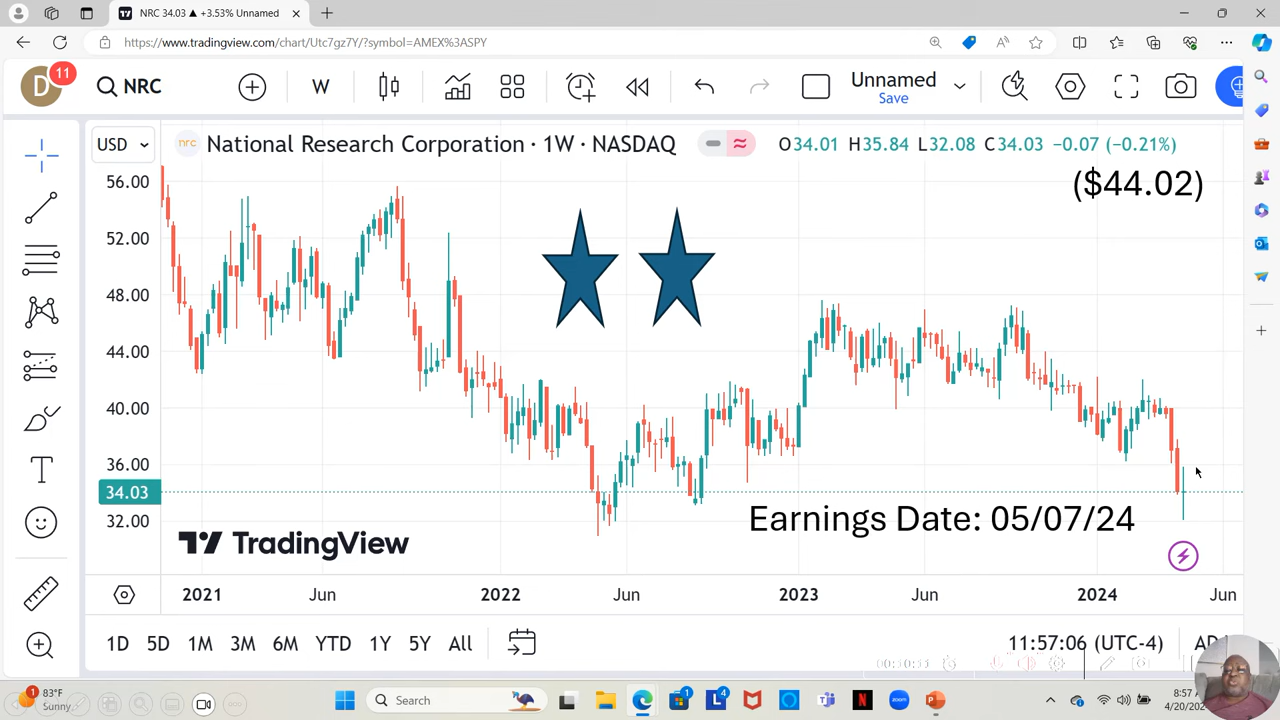 NRC 34.03 ▲ +3.53% Unnamed
https://www.tradingview.com/chart/Utc7gz7Y/?symbol=AMEX%3ASPY
D 11 NRC W Unnamed
Save
USD nrc National Research Corporation · 1W · NASDAQ O34.01 H35.84 L32.08 C34.03 −0.07 (−0.21%)
56.00 ($44.02)
52.00
48.00
44.00
40.00
36.00
34.03
32.00 Earnings Date: 05/07/24
TradingView
2021 Jun 2022 Jun 2023 Jun 2024 Jun
1D 5D 1M 3M 6M YTD 1Y 5Y All 11:57:06 (UTC-4)
83°F
Sunny
Search